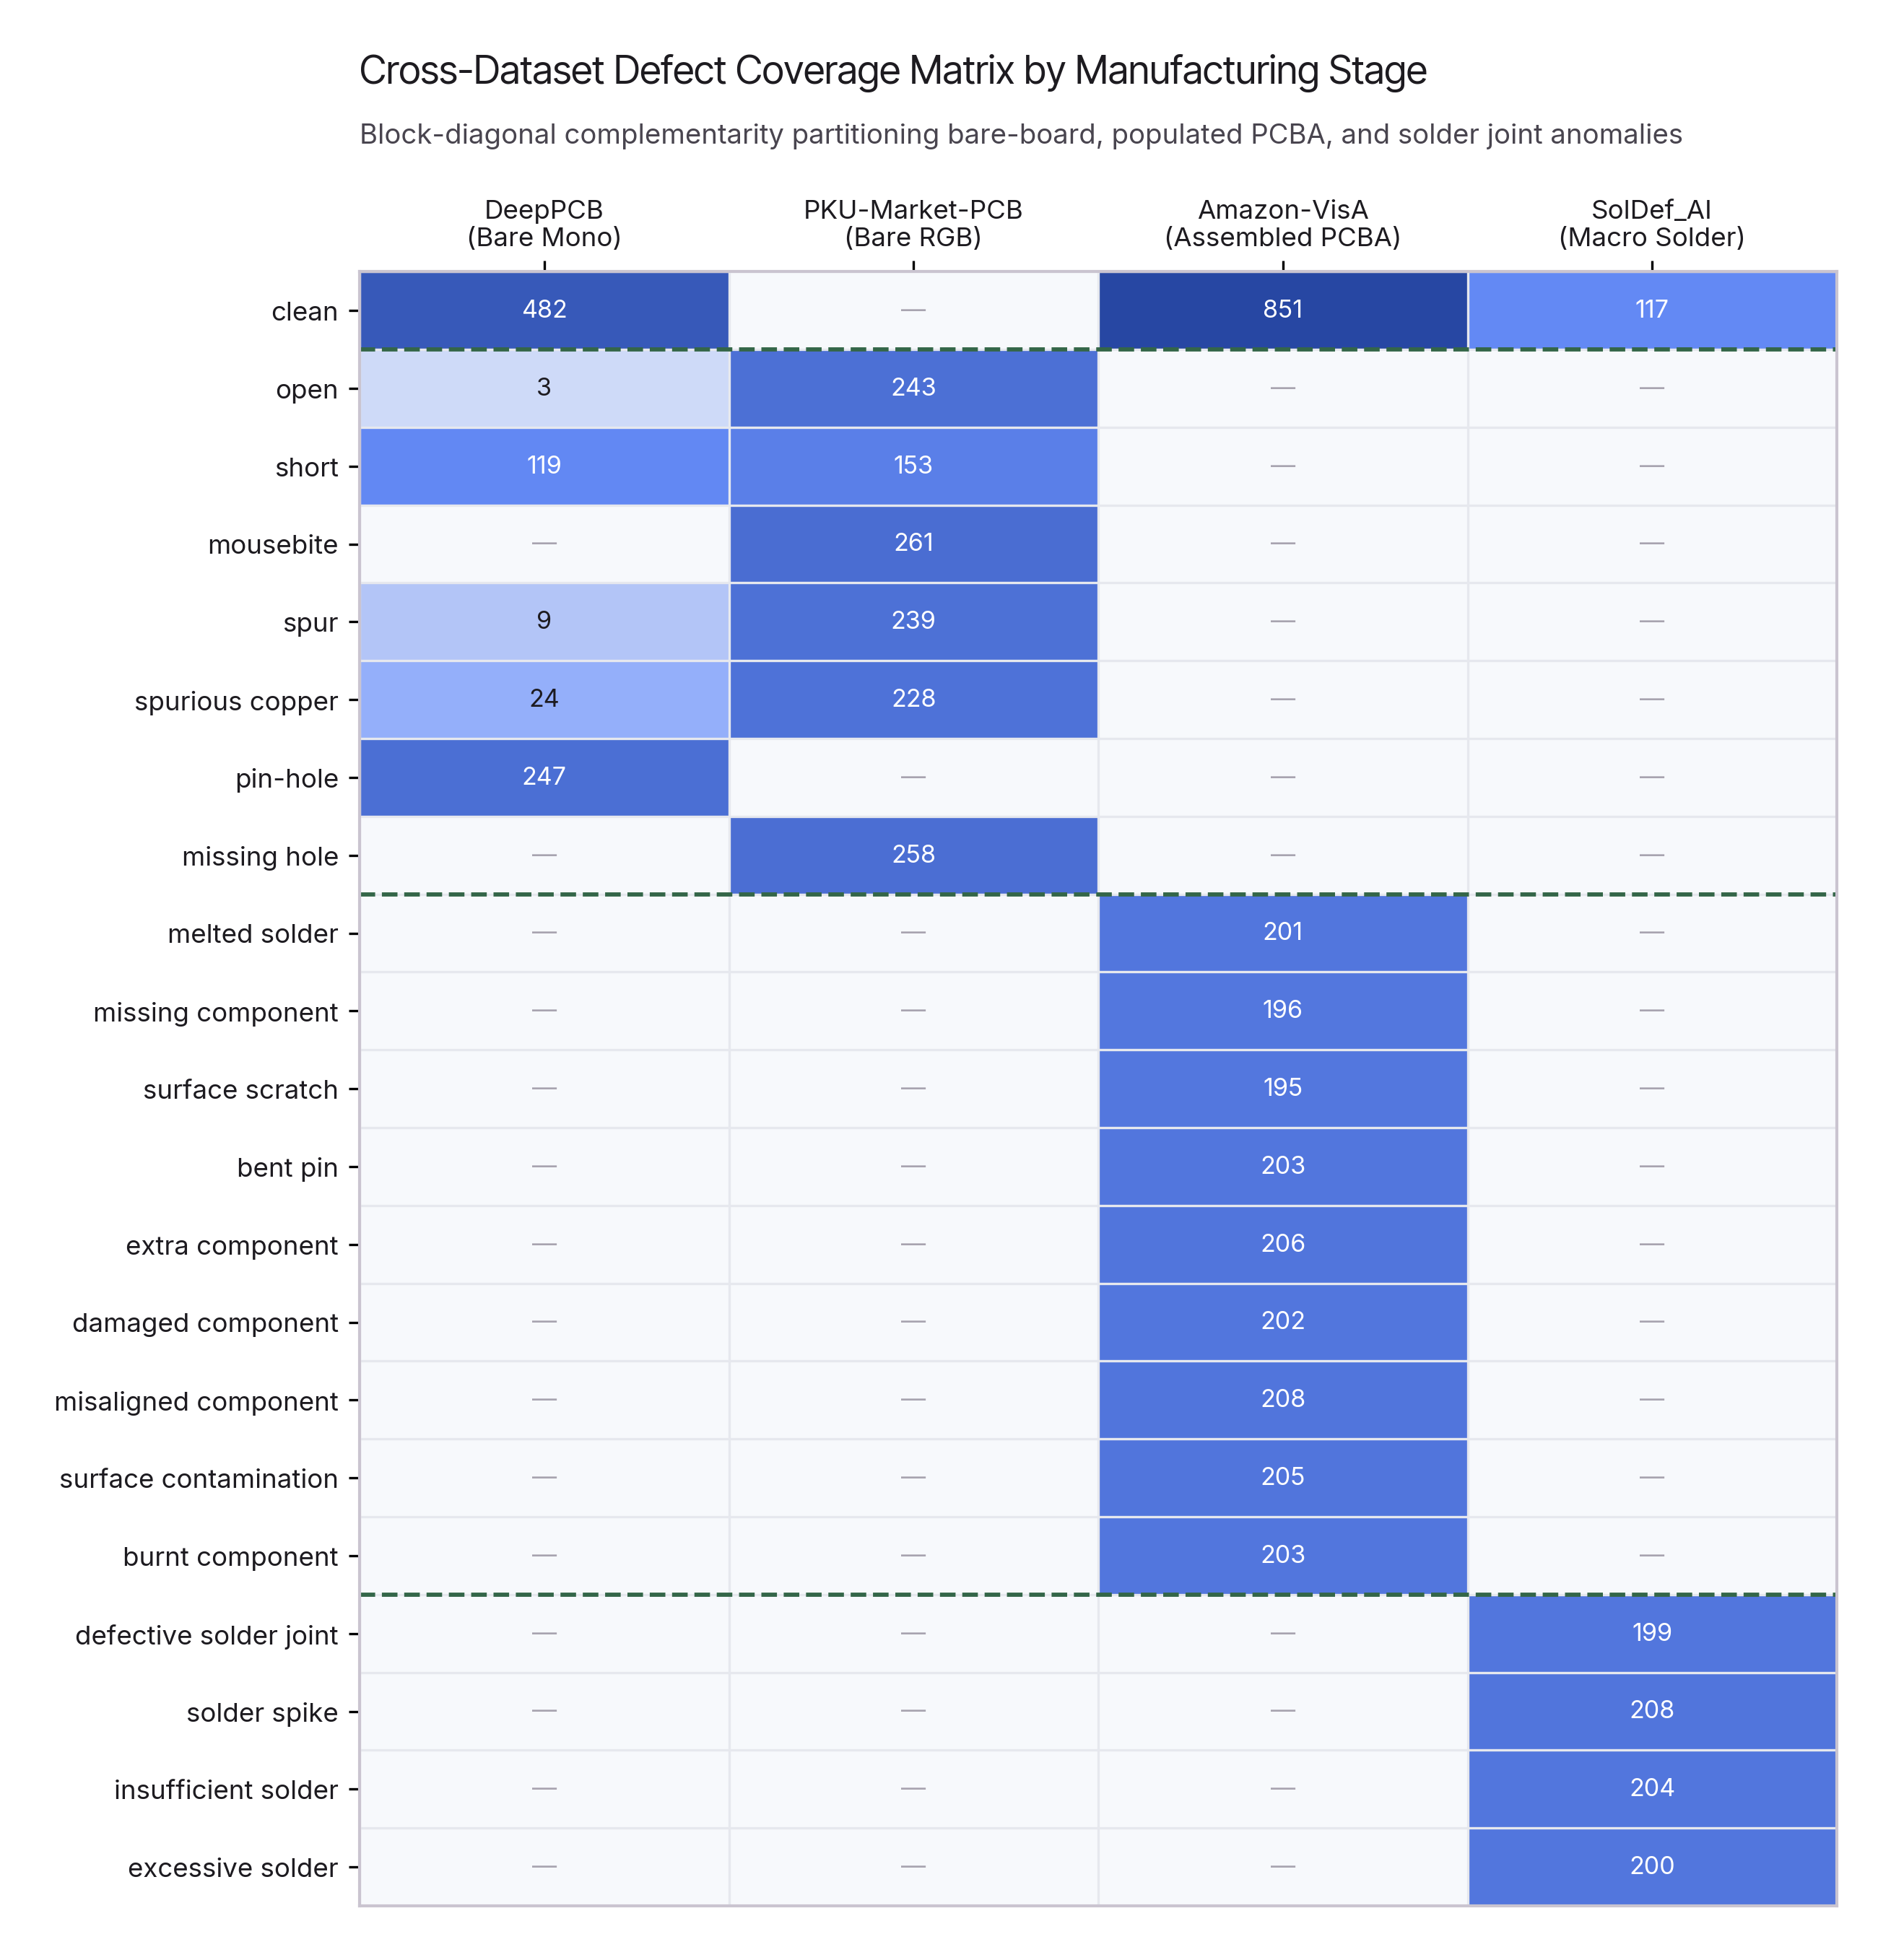 Cross-Dataset Defect Coverage Matrix by Manufacturing Stage
Block-diagonal complementarity partitioning bare-board, populated PCBA, and solder joint anomalies
DeepPCB PKU-Market-PCB Amazon-VisA SolDef_AI
(Bare Mono) (Bare RGB) (Assembled PCBA) (Macro Solder)
clean 482 — 851 117
open 3 243 — —
short 119 153 — —
mousebite — 261 — —
spur 9 239 — —
spurious copper 24 228 — —
pin-hole 247 — — —
missing hole — 258 — —
melted solder — — 201 —
missing component — — 196 —
surface scratch — — 195 —
bent pin — — 203 —
extra component — — 206 —
damaged component — — 202 —
misaligned component — — 208 —
surface contamination — — 205 —
burnt component — — 203 —
defective solder joint — — — 199
solder spike — — — 208
insufficient solder — — — 204
excessive solder — — — 200